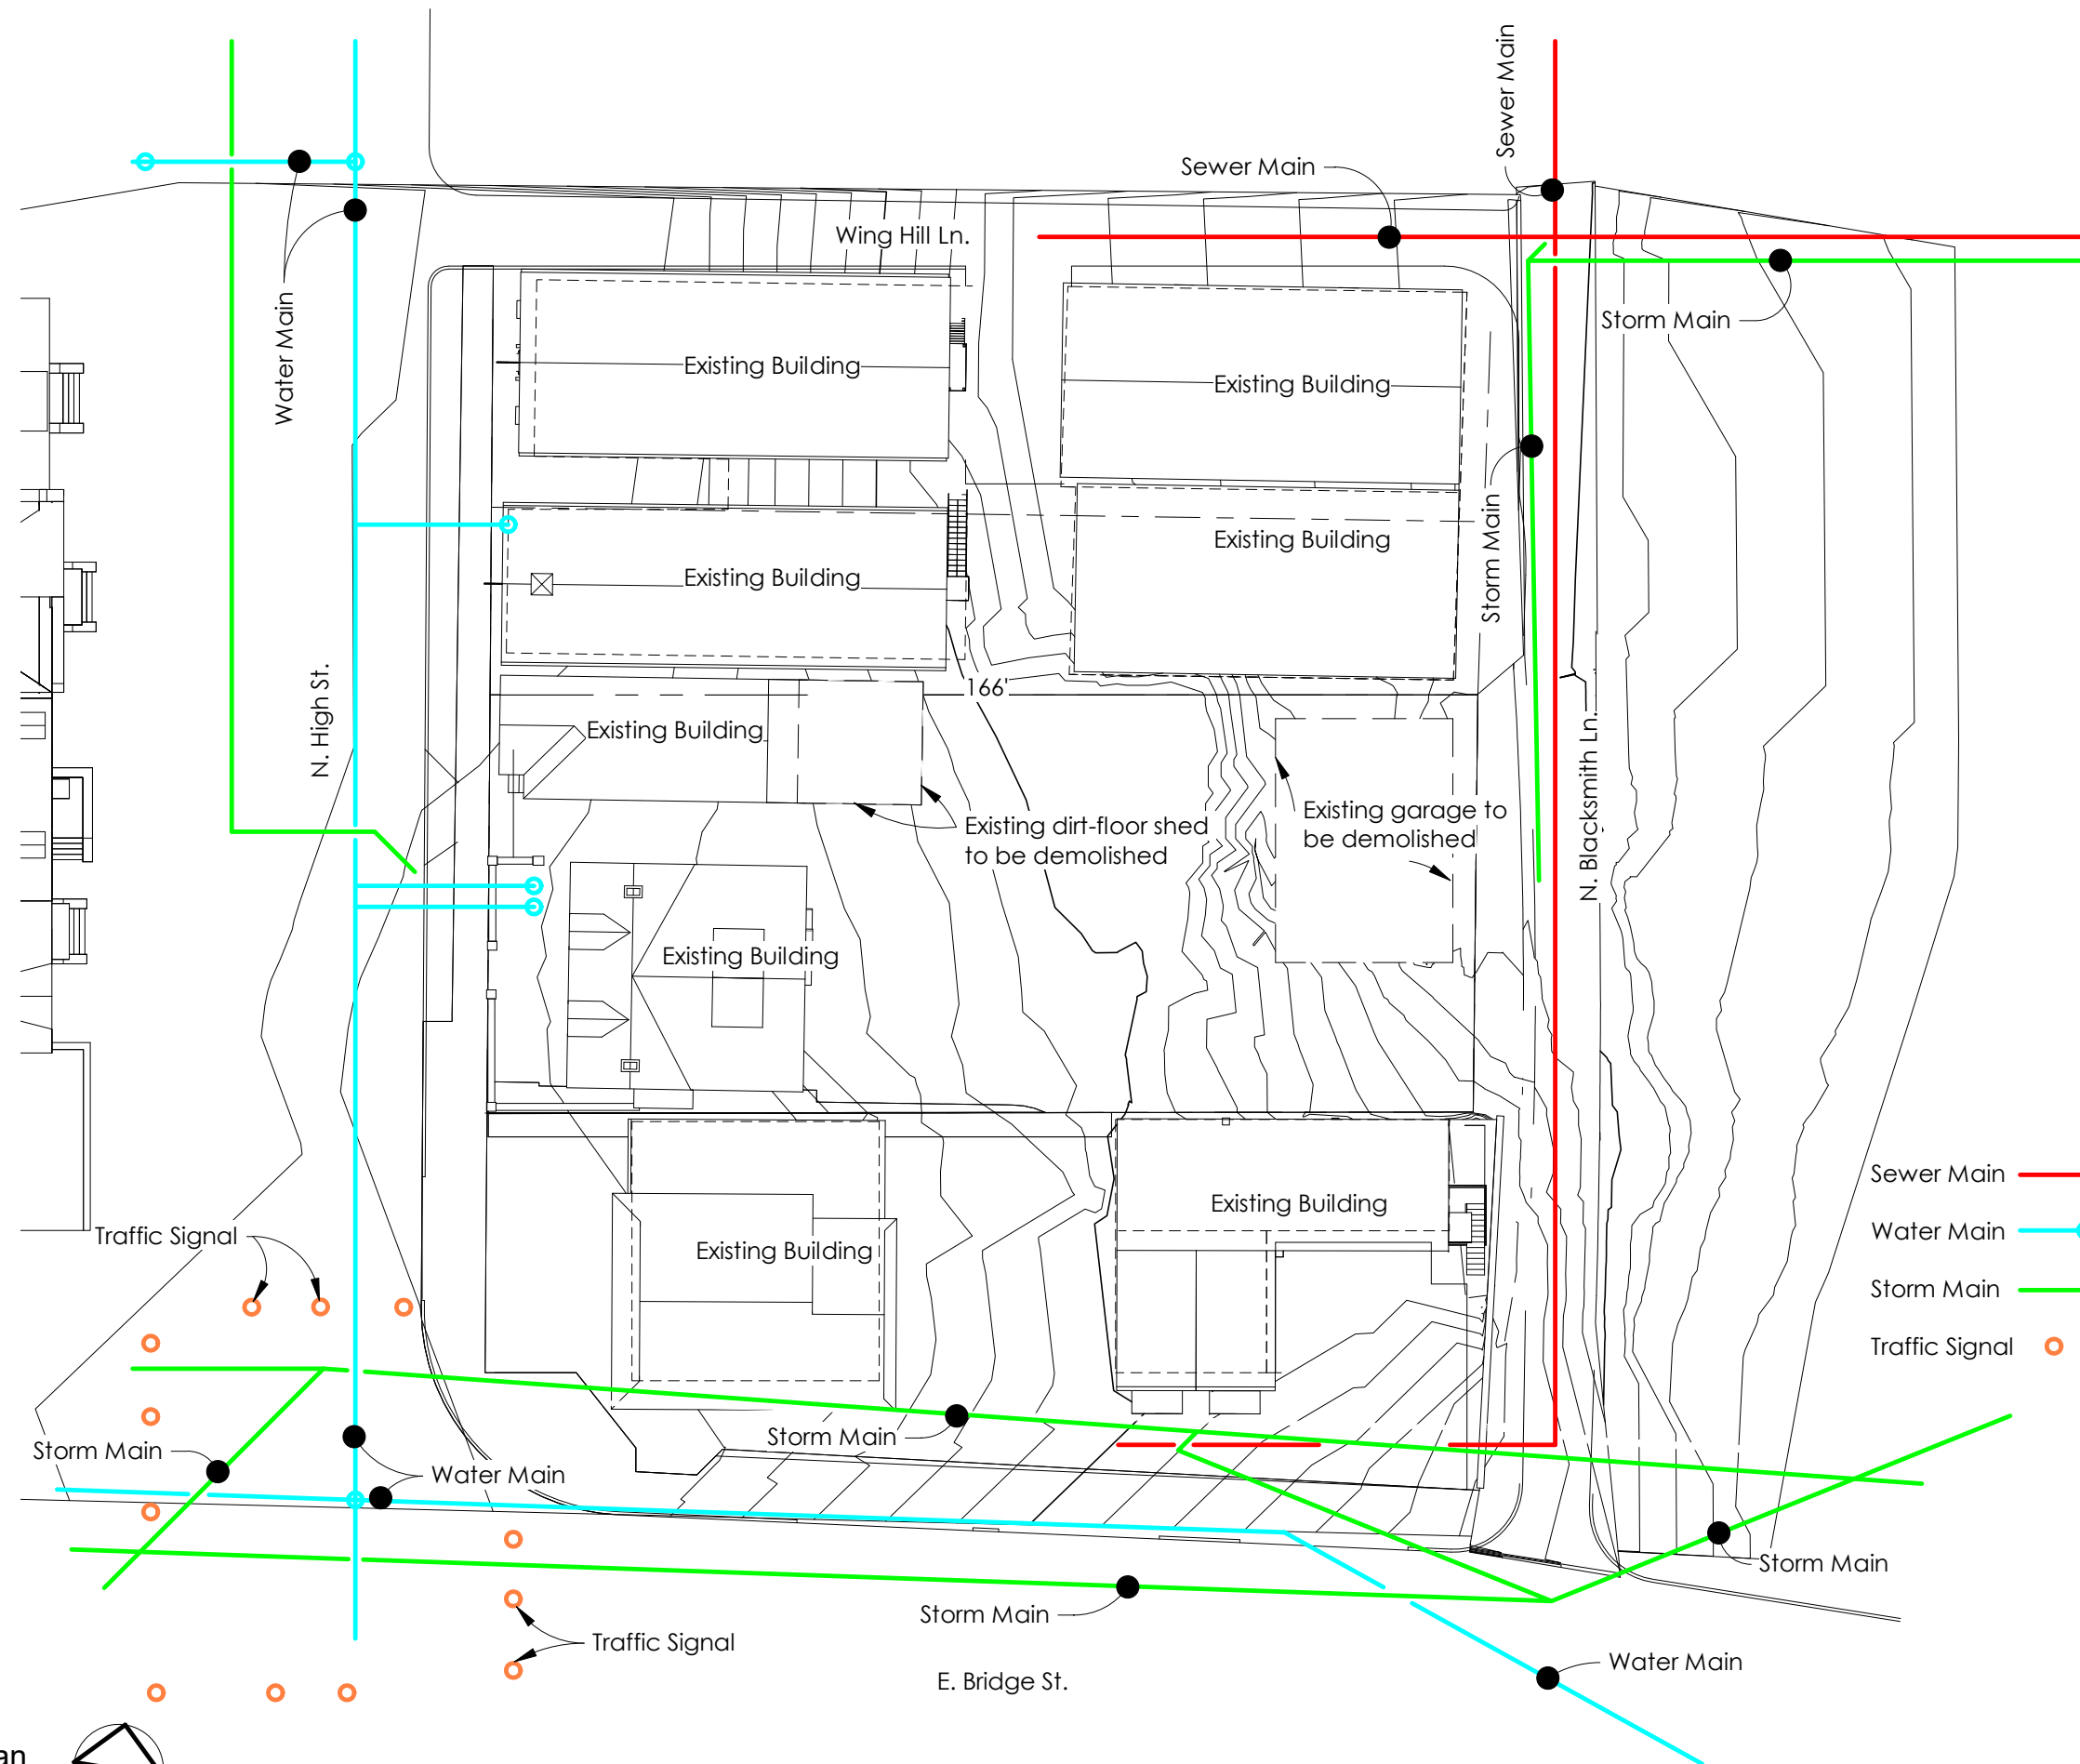 Sewer Main
Sewer Main
Wing Hill Ln.
Water Main
Storm Main
Existing Building
Existing Building
Storm Main
Existing Building
Existing Building
N. High St.
166'
Existing Building
N. Blacksmith Ln.
Existing dirt-floor shed
to be demolished
Existing garage to
be demolished
Existing Building
Sewer Main
Existing Building
Water Main
Traffic Signal
Existing Building
Storm Main
Traffic Signal
Storm Main
Storm Main
Water Main
Storm Main
Storm Main
Traffic Signal
Water Main
E. Bridge St.